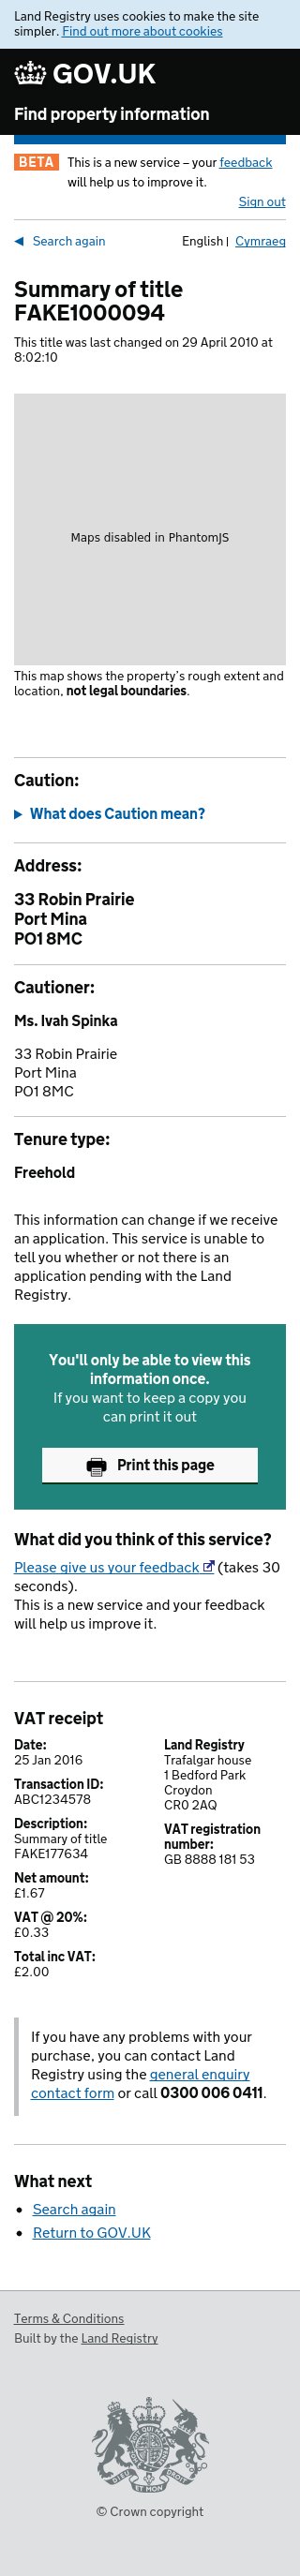 Land Registry uses cookies to make the site
simpler. Find out more about cookies
GOV.UK
Find property information
BETA This is a new service – your feedback
will help us to improve it.
Sign out
Search again English | Cymraeg
Summary of title
FAKE1000094
This title was last changed on 29 April 2010 at
8:02:10
Maps disabled in PhantomJS
This map shows the property's rough extent and
location, not legal boundaries.
Caution:
What does Caution mean?
Address:
33 Robin Prairie
Port Mina
PO1 8MC
Cautioner:
Ms. Ivah Spinka
33 Robin Prairie
Port Mina
PO1 8MC
Tenure type:
Freehold
This information can change if we receive
an application. This service is unable to
tell you whether or not there is an
application pending with the Land
Registry.
You'll only be able to view this
information once.
If you want to keep a copy you
can print it out
Print this page
What did you think of this service?
Please give us your feedback (takes 30
seconds).
This is a new service and your feedback
will help us improve it.
VAT receipt
Date:
25 Jan 2016
Transaction ID:
ABC1234578
Description:
Summary of title
FAKE177634
Net amount:
£1.67
VAT @ 20%:
£0.33
Total inc VAT:
£2.00
Land Registry
Trafalgar house
1 Bedford Park
Croydon
CR0 2AQ
VAT registration
number:
GB 8888 181 53
If you have any problems with your
purchase, you can contact Land
Registry using the general enquiry
contact form or call 0300 006 0411.
What next
• Search again
• Return to GOV.UK
Terms & Conditions
Built by the Land Registry
© Crown copyright